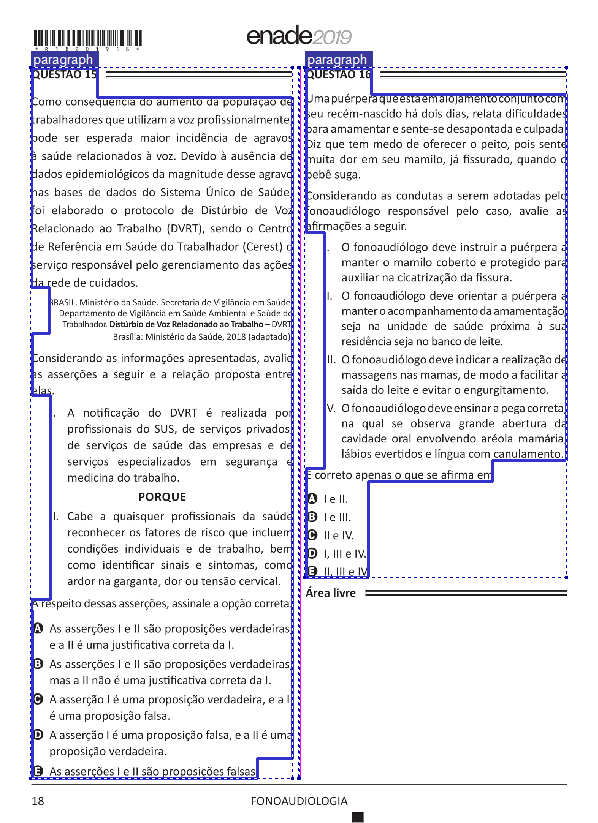 enade2019
*R1520191 8*
paragraph
QUESTÃO 15
Como consequência do aumento da população de
trabalhadores que utilizam a voz profissionalmente,
pode ser esperada maior incidência de agravos
à saúde relacionados à voz. Devido à ausência de
dados epidemiológicos da magnitude desse agravo
nas bases de dados do Sistema Único de Saúde,
foi elaborado o protocolo de Distúrbio de Voz
Relacionado ao Trabalho (DVRT), sendo o Centro
de Referência em Saúde do Trabalhador (Cerest) o
serviço responsável pelo gerenciamento das ações
da rede de cuidados.
BRASIL. Ministério da Saúde. Secretaria de Vigilância em Saúde.
Departamento de Vigilância em Saúde Ambiental e Saúde do
Trabalhador. Distúrbio de Voz Relacionado ao Trabalho – DVRT.
Brasília: Ministério da Saúde, 2018 (adaptado).
Considerando as informações apresentadas, avalie
as asserções a seguir e a relação proposta entre
elas.
I. A notificação do DVRT é realizada por
profissionais do SUS, de serviços privados,
de serviços de saúde das empresas e de
serviços especializados em segurança e
medicina do trabalho.
PORQUE
II. Cabe a quaisquer profissionais da saúde
reconhecer os fatores de risco que incluem
condições individuais e de trabalho, bem
como identificar sinais e sintomas, como
ardor na garganta, dor ou tensão cervical.
A respeito dessas asserções, assinale a opção correta.
A As asserções I e II são proposições verdadeiras,
e a II é uma justificativa correta da I.
B As asserções I e II são proposições verdadeiras,
mas a II não é uma justificativa correta da I.
C A asserção I é uma proposição verdadeira, e a II
é uma proposição falsa.
D A asserção I é uma proposição falsa, e a II é uma
proposição verdadeira.
E As asserções I e II são proposições falsas.
paragraph
QUESTÃO 16
Uma puérpera que está em alojamento conjunto com
seu recém-nascido há dois dias, relata dificuldades
para amamentar e sente-se desapontada e culpada.
Diz que tem medo de oferecer o peito, pois sente
muita dor em seu mamilo, já fissurado, quando o
bebê suga.
Considerando as condutas a serem adotadas pelo
fonoaudiólogo responsável pelo caso, avalie as
afirmações a seguir.
I. O fonoaudiólogo deve instruir a puérpera a
manter o mamilo coberto e protegido para
auxiliar na cicatrização da fissura.
II. O fonoaudiólogo deve orientar a puérpera a
manter o acompanhamento da amamentação,
seja na unidade de saúde próxima à sua
residência seja no banco de leite.
III. O fonoaudiólogo deve indicar a realização de
massagens nas mamas, de modo a facilitar a
saída do leite e evitar o engurgitamento.
IV. O fonoaudiólogo deve ensinar a pega correta,
na qual se observa grande abertura da
cavidade oral envolvendo aréola mamária,
lábios evertidos e língua com canulamento.
É correto apenas o que se afirma em
A I e II.
B I e III.
C II e IV.
D I, III e IV.
E II, III e IV.
Área livre
18
FONOAUDIOLOGIA